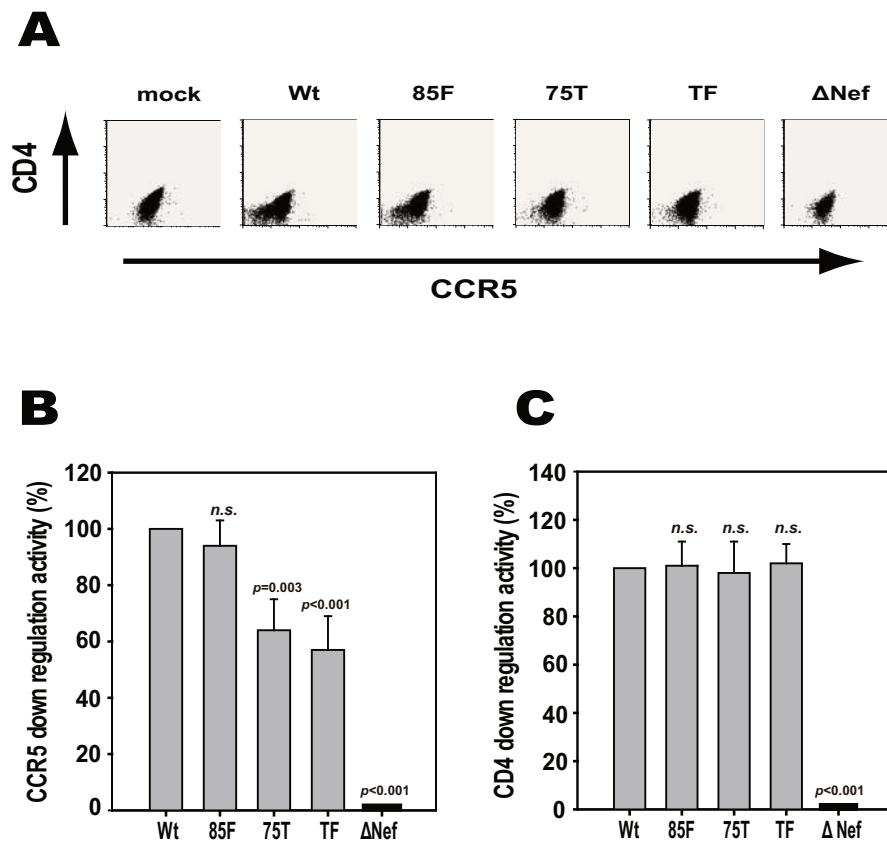 A
mock Wt 85F 75T TF ΔNef
CD4
CCR5
B
CCR5 down regulation activity (%)
120
100
80
60
40
20
0
n.s.
p=0.003
p<0.001
p<0.001
Wt 85F 75T TF ΔNef
C
CD4 down regulation activity (%)
140
120
100
80
60
40
20
0
n.s. n.s. n.s.
p<0.001
Wt 85F 75T TF Δ Nef